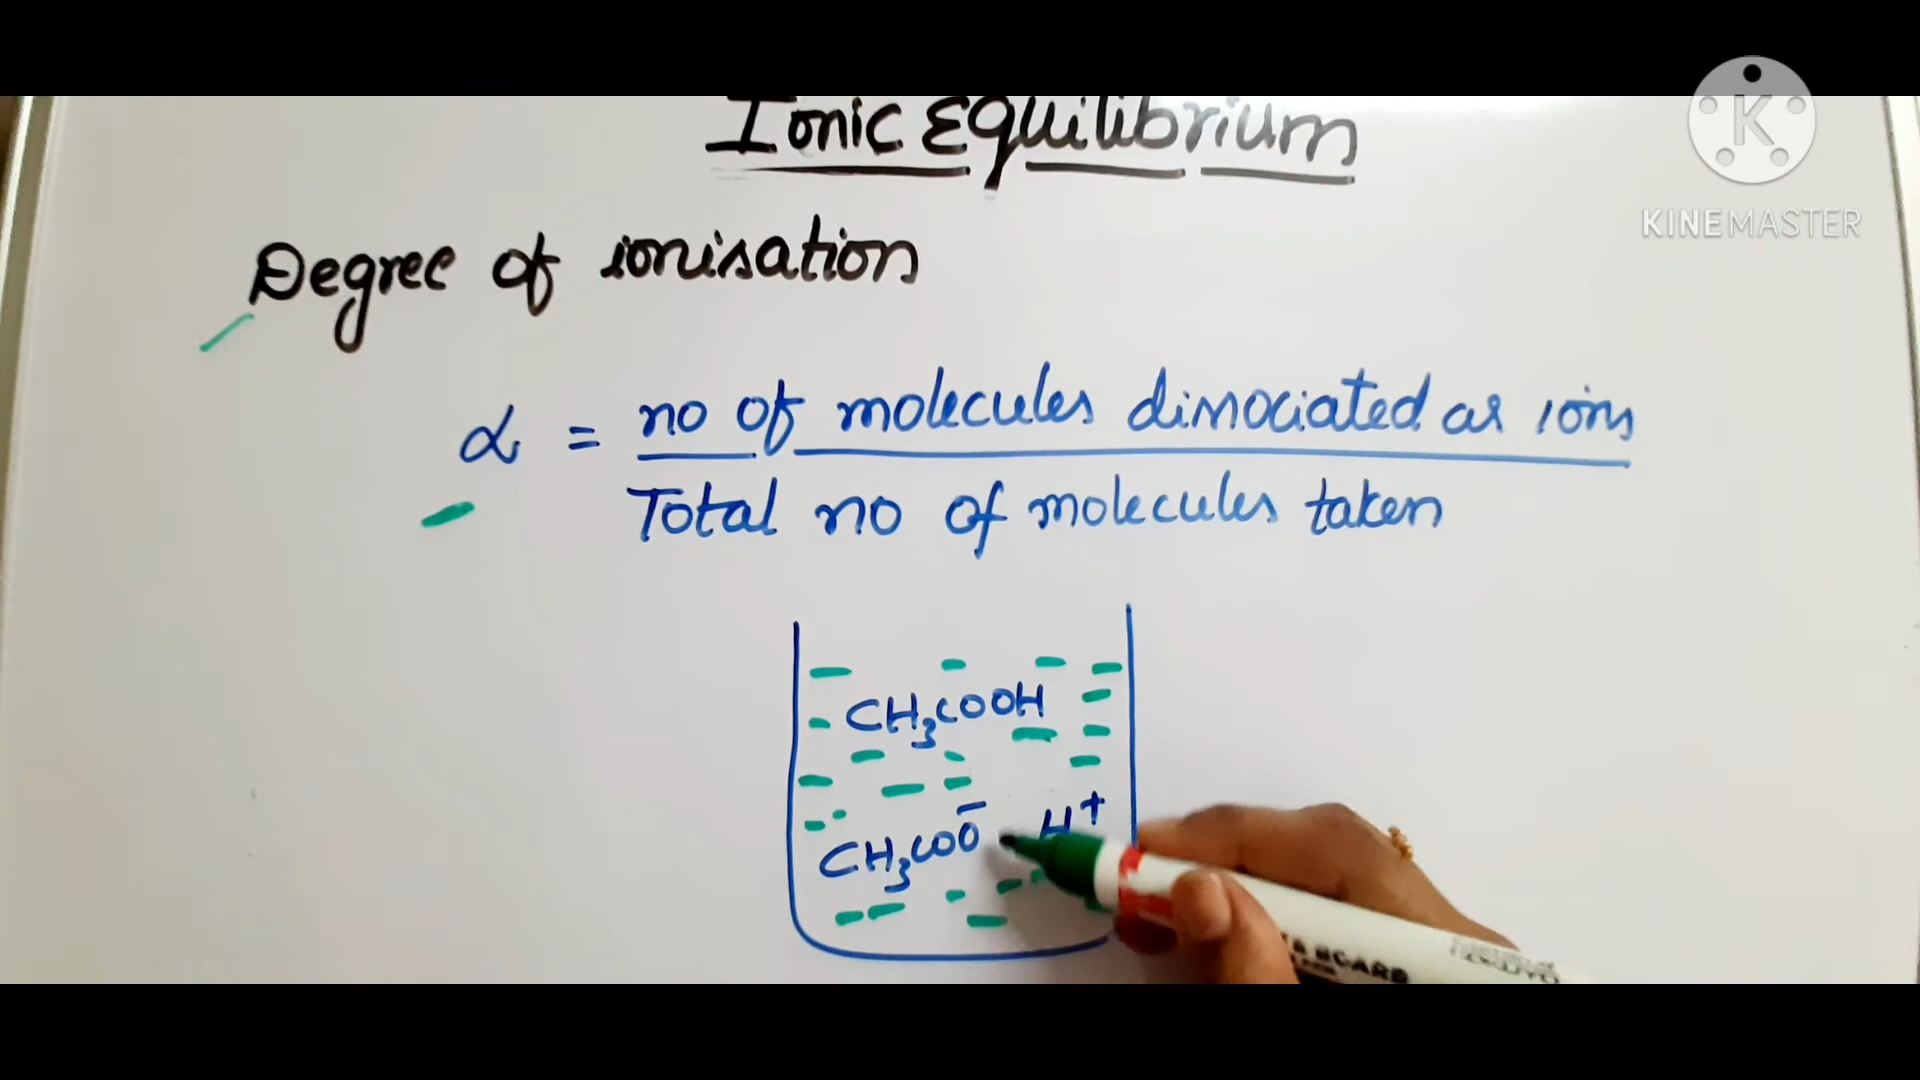 Ionic Equilibrium
KINEMASTER
Degree of ionisation
α = no of molecules dissociated as ions
Total no of molecules taken
CH₃COOH
CH₃COO⁻ H⁺
BOARD